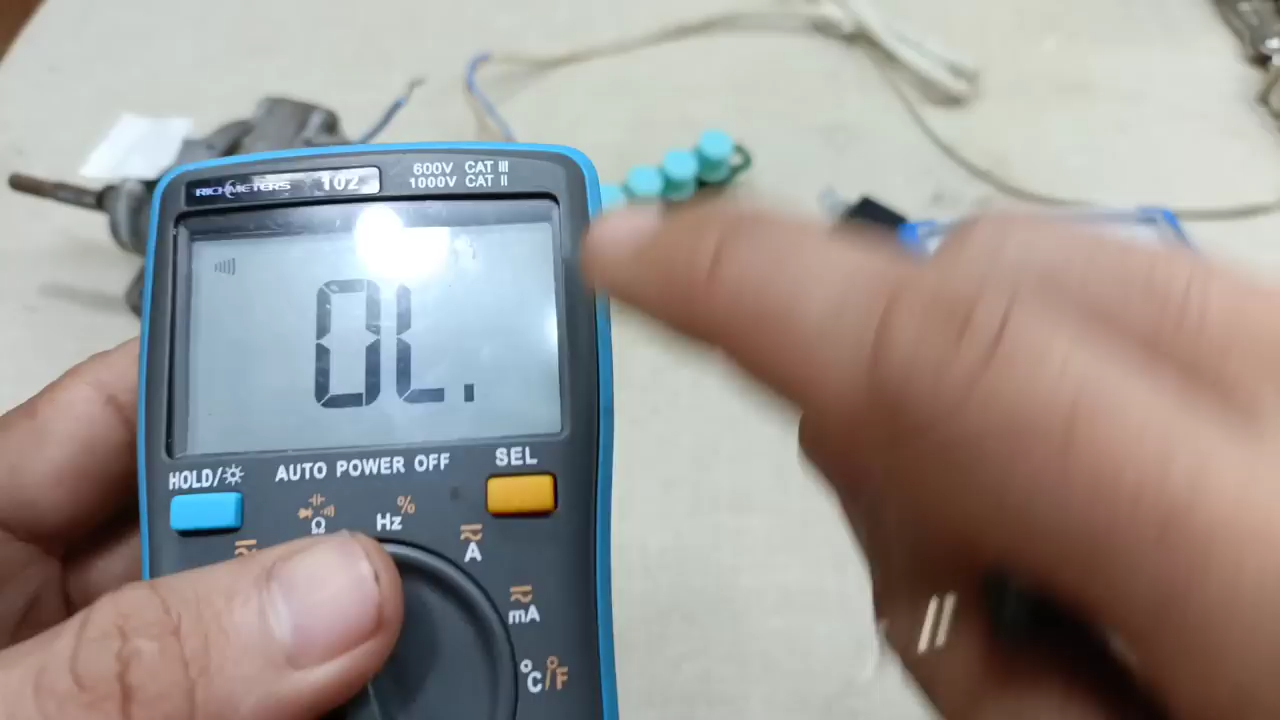 RICHMETERS 102
600V CAT III
1000V CAT II
OL.
HOLD/
AUTO POWER OFF
SEL
Ω
Hz
%
A
mA
°C/°F